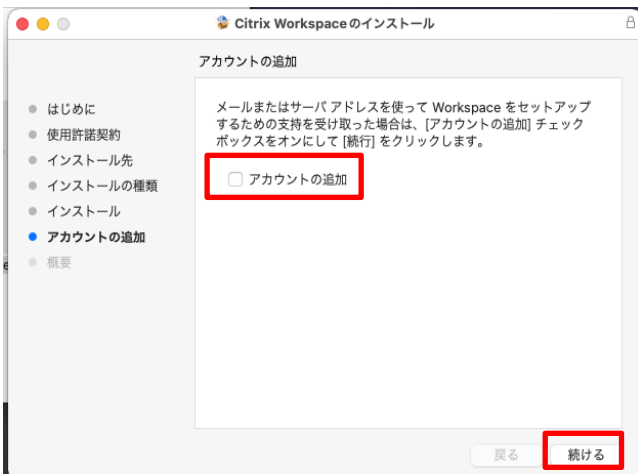 Citrix Workspaceのインストール
アカウントの追加
はじめに
使用許諾契約
インストール先
インストールの種類
インストール
アカウントの追加
概要
メールまたはサーバ アドレスを使って Workspace をセットアップ
するための支持を受け取った場合は、[アカウントの追加] チェック
ボックスをオンにして [続行] をクリックします。
アカウントの追加
戻る
続ける